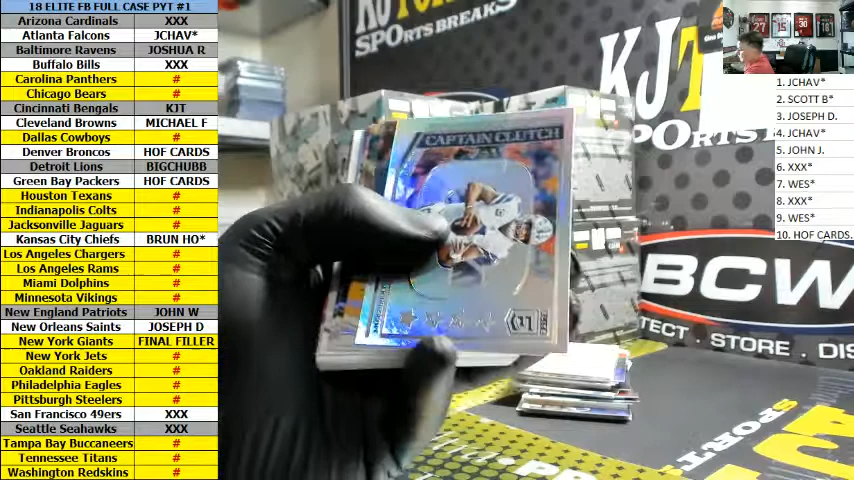 18 ELITE FB FULL CASE PYT #1
Arizona Cardinals XXX
Atlanta Falcons JCHAV*
Baltimore Ravens JOSHUA R
Buffalo Bills XXX
Carolina Panthers #
Chicago Bears #
Cincinnati Bengals KJT
Cleveland Browns MICHAEL F
Dallas Cowboys #
Denver Broncos HOF CARDS
Detroit Lions BIGCHUBB
Green Bay Packers HOF CARDS
Houston Texans #
Indianapolis Colts #
Jacksonville Jaguars #
Kansas City Chiefs BRUN HO*
Los Angeles Chargers #
Los Angeles Rams #
Miami Dolphins #
Minnesota Vikings #
New England Patriots JOHN W
New Orleans Saints JOSEPH D
New York Giants FINAL FILLER
New York Jets #
Oakland Raiders #
Philadelphia Eagles #
Pittsburgh Steelers #
San Francisco 49ers XXX
Seattle Seahawks XXX
Tampa Bay Buccaneers #
Tennessee Titans #
Washington Redskins #
SPORTS BREAKS
CAPTAIN CLUTCH
KJT
SPORTS
BCW
PROTECT . STORE . DIS
1. JCHAV*
2. SCOTT B*
3. JOSEPH D.
4. JCHAV*
5. JOHN J.
6. XXX*
7. WES*
8. XXX*
9. WES*
10. HOF CARDS.